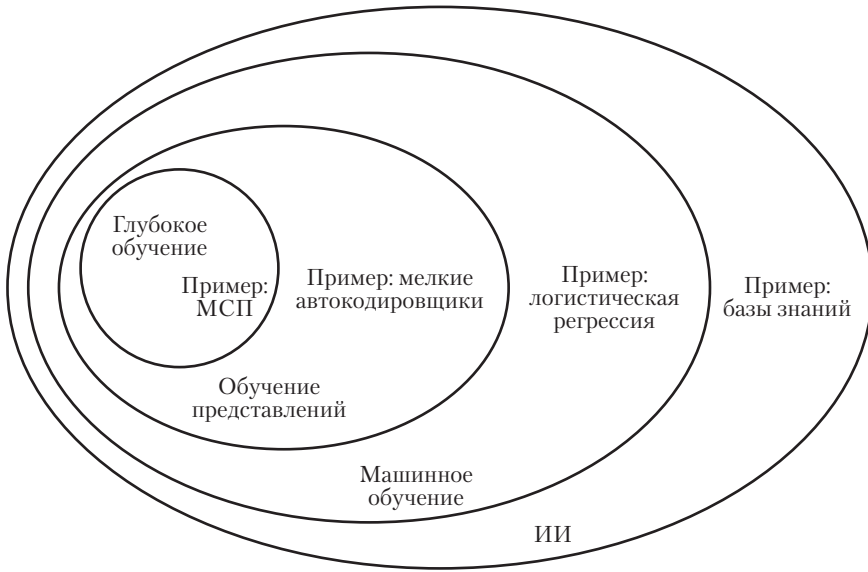 Глубокое
обучение
Пример:
МСП
Пример: мелкие
автокодировщики
Пример:
логистическая
регрессия
Пример:
базы знаний
Обучение
представлений
Машинное
обучение
ИИ